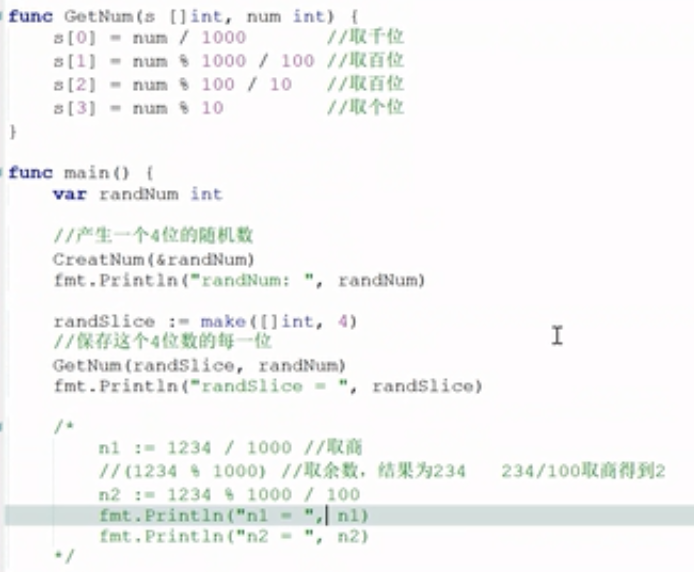 func GetNum(s []int, num int) {
    s[0] = num / 1000       //取千位
    s[1] = num % 1000 / 100 //取百位
    s[2] = num % 100 / 10   //取百位
    s[3] = num % 10         //取个位
}
func main() {
    var randNum int
    //产生一个4位的随机数
    CreatNum(&randNum)
    fmt.Println("randNum: ", randNum)
    randSlice := make([]int, 4)
    //保存这个4位数的每一位
    GetNum(randSlice, randNum)
    fmt.Println("randSlice = ", randSlice)
    /*
        n1 := 1234 / 1000 //取商
        //(1234 % 1000) //取余数，结果为234   234/100取商得到2
        n2 := 1234 % 1000 / 100
        fmt.Println("n1 = ", n1)
        fmt.Println("n2 = ", n2)
    */